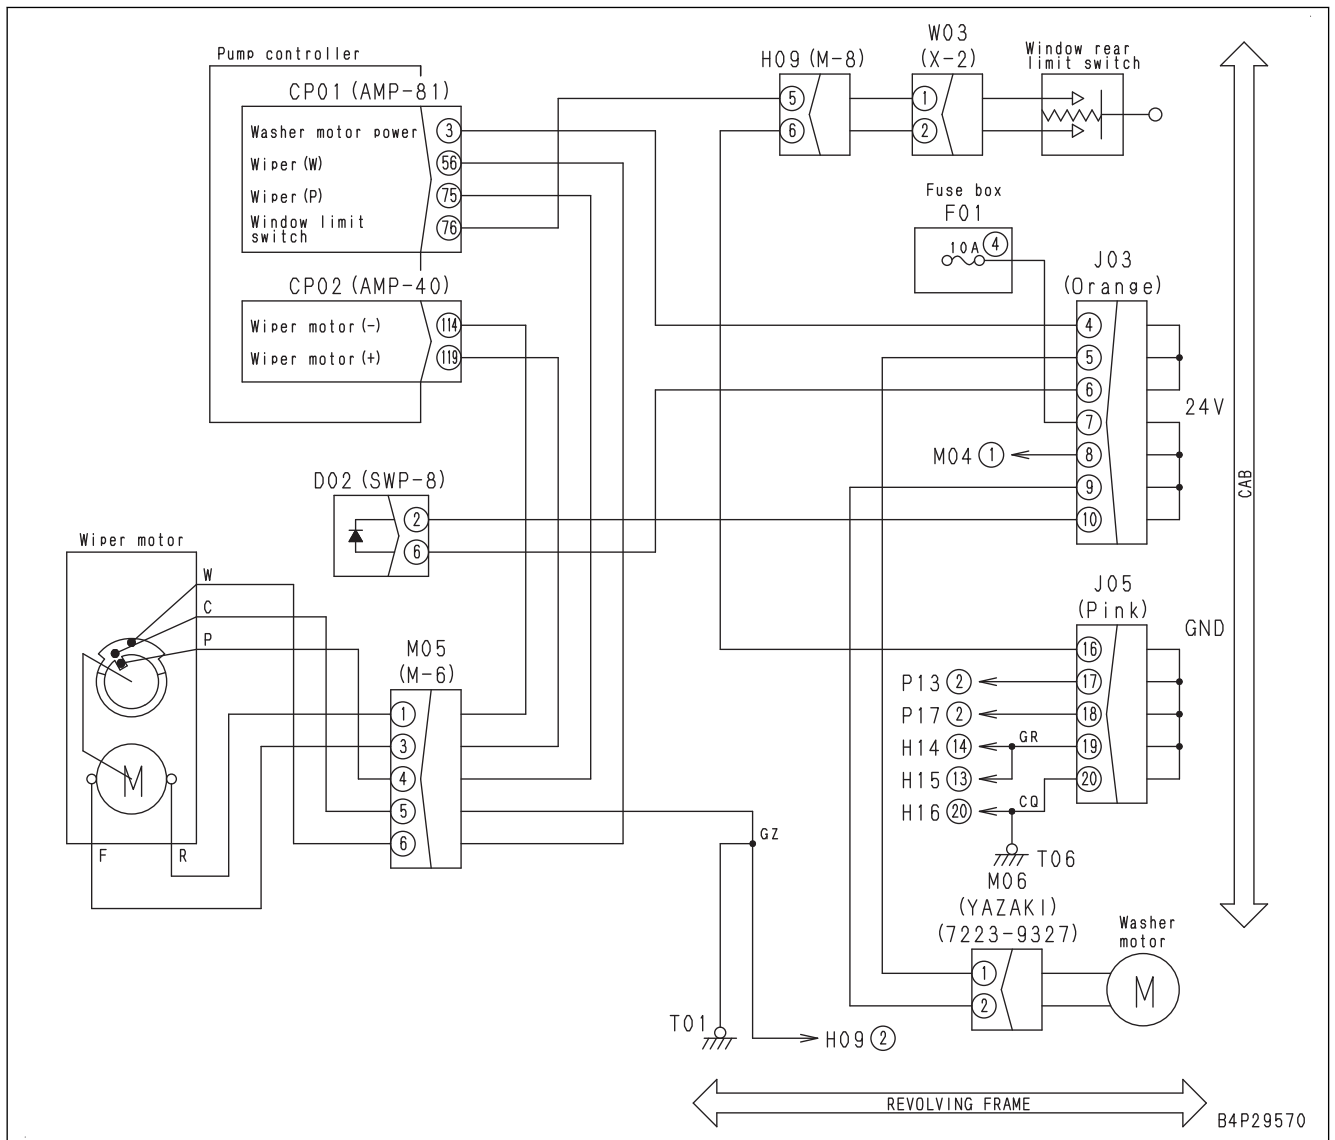 Pump controller
CP01 (AMP-81)
Washer motor power 3
Wiper (W) 56
Wiper (P) 75
Window limit
switch
76
CP02 (AMP-40)
Wiper motor (-) 114
Wiper motor (+) 119
H09 (M-8)
5
6
W03
(X-2)
1
2
Window rear
limit switch
Fuse box
F01
10A 4
J03
(Orange)
4
5
6
7
8
9
10
24V
M04 1
D02 (SWP-8)
2
6
Wiper motor
W
C
P
M
F
R
M05
(M-6)
1
3
4
5
6
J05
(Pink)
16
17
18
19
20
GND
P13 2
P17 2
H14 14
GR
H15 13
H16 20
CQ
T06
GZ
T01
H09 2
M06
(YAZAKI)
(7223-9327)
1
2
Washer
motor
M
CAB
REVOLVING FRAME
B4P29570